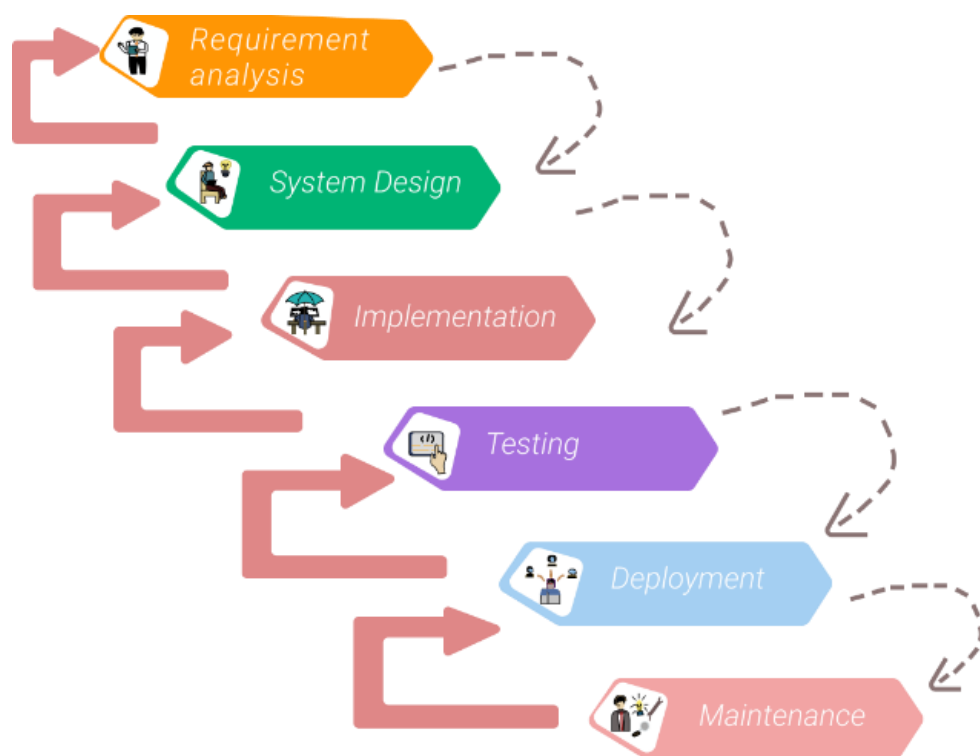 Requirement
analysis
System Design
Implementation
Testing
Deployment
Maintenance